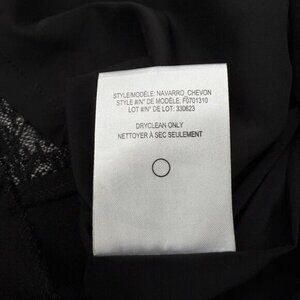 STYLE/MODÈLE: NAVARRO_CHEVON
STYLE #/N° DE MODÈLE: F0701310
LOT #/N° DE LOT: 330623
DRYCLEAN ONLY
NETTOYER À SEC SEULEMENT